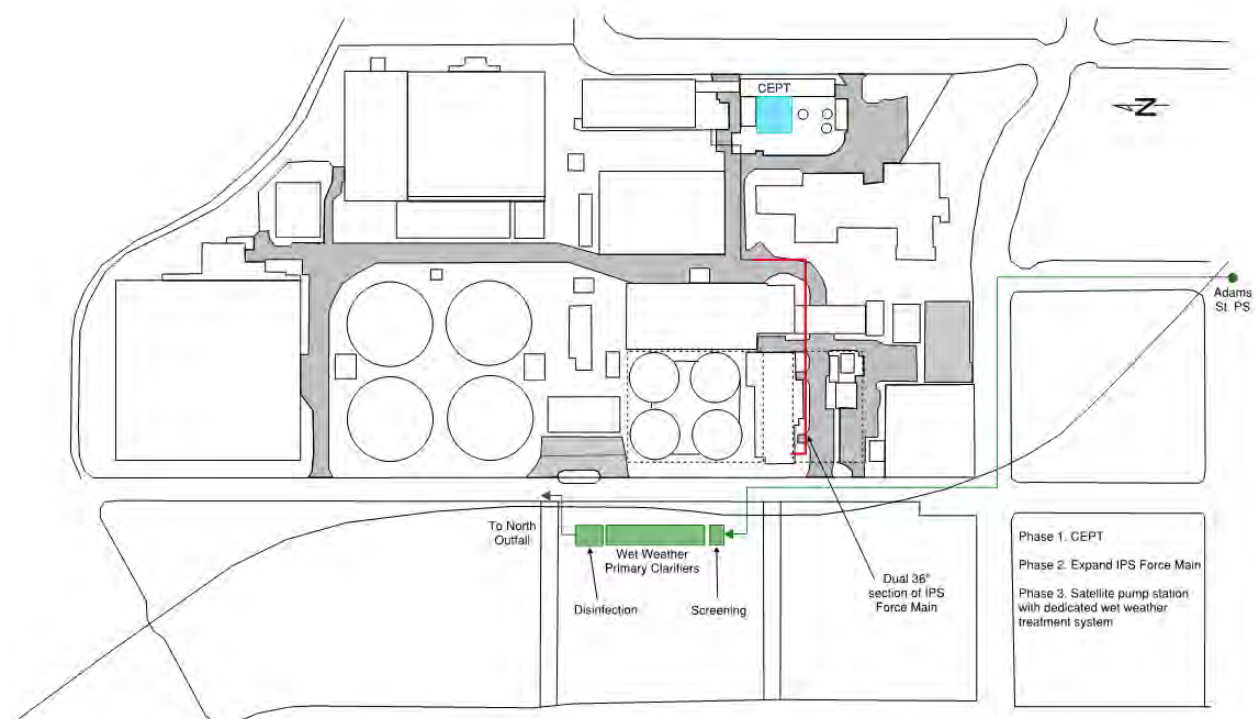 CEPT
N
Adams
St. PS
To North
Outfall
Wet Weather
Primary Clarifiers
Disinfection
Screening
Dual 36"
section of IPS
Force Main
Phase 1. CEPT
Phase 2. Expand IPS Force Main
Phase 3. Satellite pump station
with dedicated wet weather
treatment system